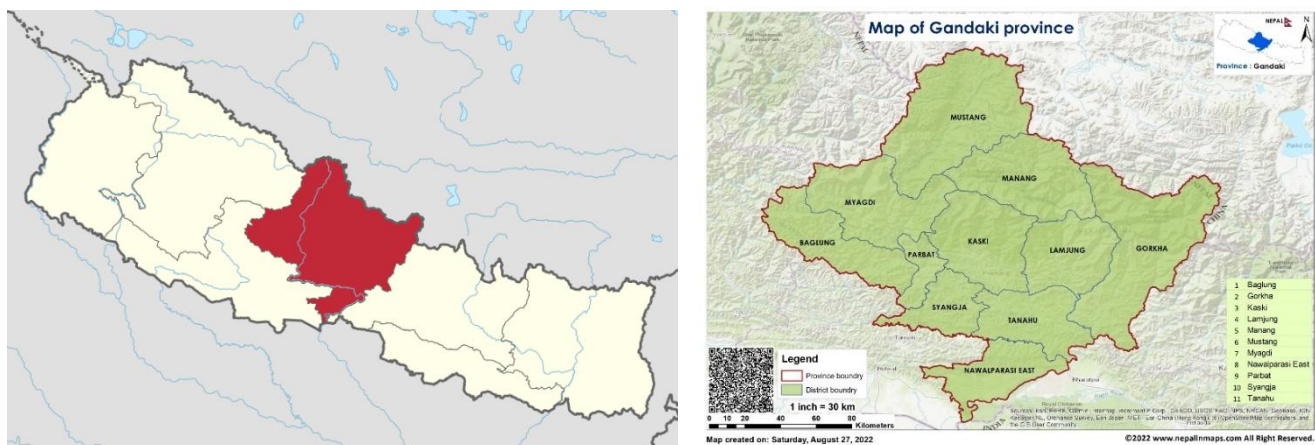 Map of Gandaki province
NEPAL
N
Province : Gandaki
NEPAL
CHINA
MUSTANG
MANANG
MYAGDI
BAGLUNG
PARBAT
KASKI
LAMJUNG
GORKHA
SYANGJA
TANAHU
NAWALPARASI EAST
INDIA
1 Baglung
2 Gorkha
3 Kaski
4 Lamjung
5 Manang
6 Mustang
7 Myagdi
8 Nawalparasi East
9 Parbat
10 Syangja
11 Tanahu
Legend
Province boundry
District boundry
1 inch = 30 km
0 10 20 40 60 80
Kilometers
Map created on: Saturday, August 27, 2022
©2022 www.nepalinmaps.com All Right Reserved.